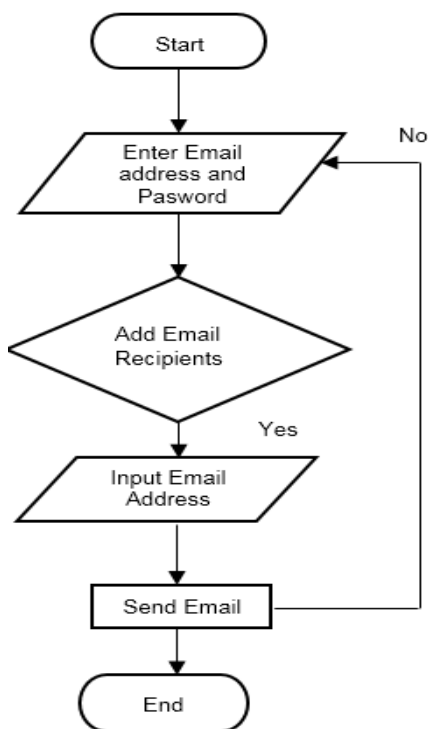 Start
No
Enter Email
address and
Pasword
Add Email
Recipients
Yes
Input Email
Address
Send Email
End